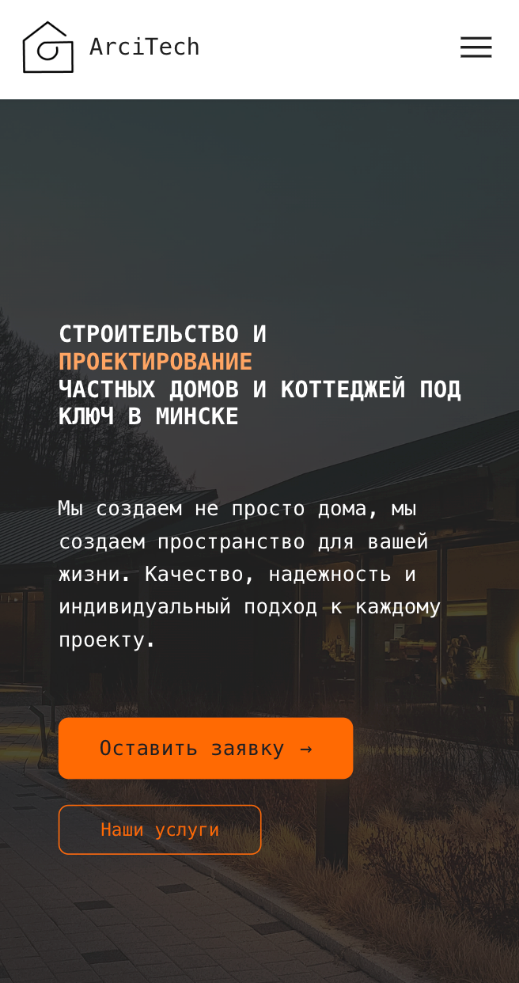 ArciTech
СТРОИТЕЛЬСТВО И
ПРОЕКТИРОВАНИЕ
ЧАСТНЫХ ДОМОВ И КОТТЕДЖЕЙ ПОД
КЛЮЧ В МИНСКЕ
Мы создаем не просто дома, мы
создаем пространство для вашей
жизни. Качество, надежность и
индивидуальный подход к каждому
проекту.
Оставить заявку →
Наши услуги